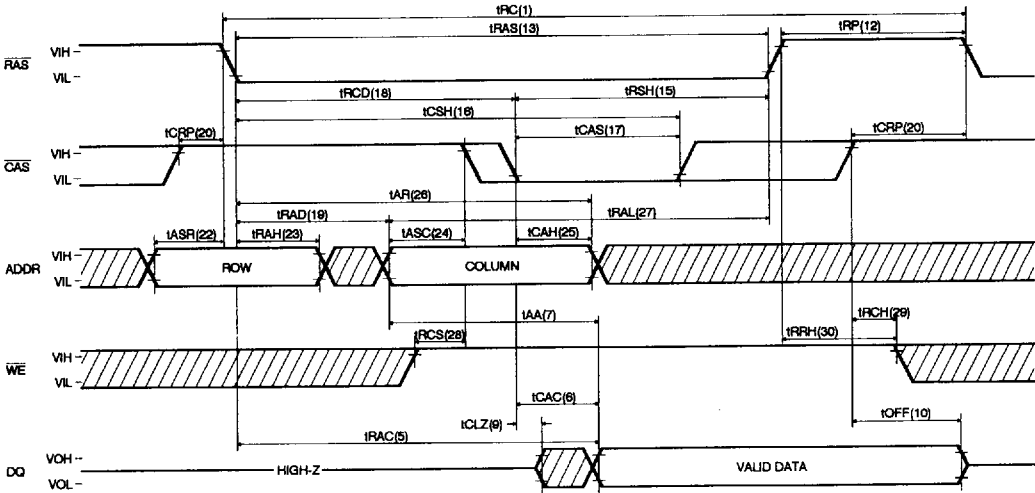 tRC(1)
tRAS(13)
tRP(12)
RAS
VIH
VIL
tRCD(18)
tRSH(15)
tCSH(16)
tCRP(20)
tCAS(17)
tCRP(20)
CAS
VIH
VIL
tAR(26)
tRAD(19)
tRAL(27)
tASR(22)
tRAH(23)
tASC(24)
tCAH(25)
ADDR
VIH
VIL
ROW
COLUMN
tAA(7)
tRCH(29)
tRCS(28)
tRRH(30)
WE
VIH
VIL
tCAC(6)
tCLZ(9)
tOFF(10)
tRAC(5)
DQ
VOH
VOL
HIGH-Z
VALID DATA